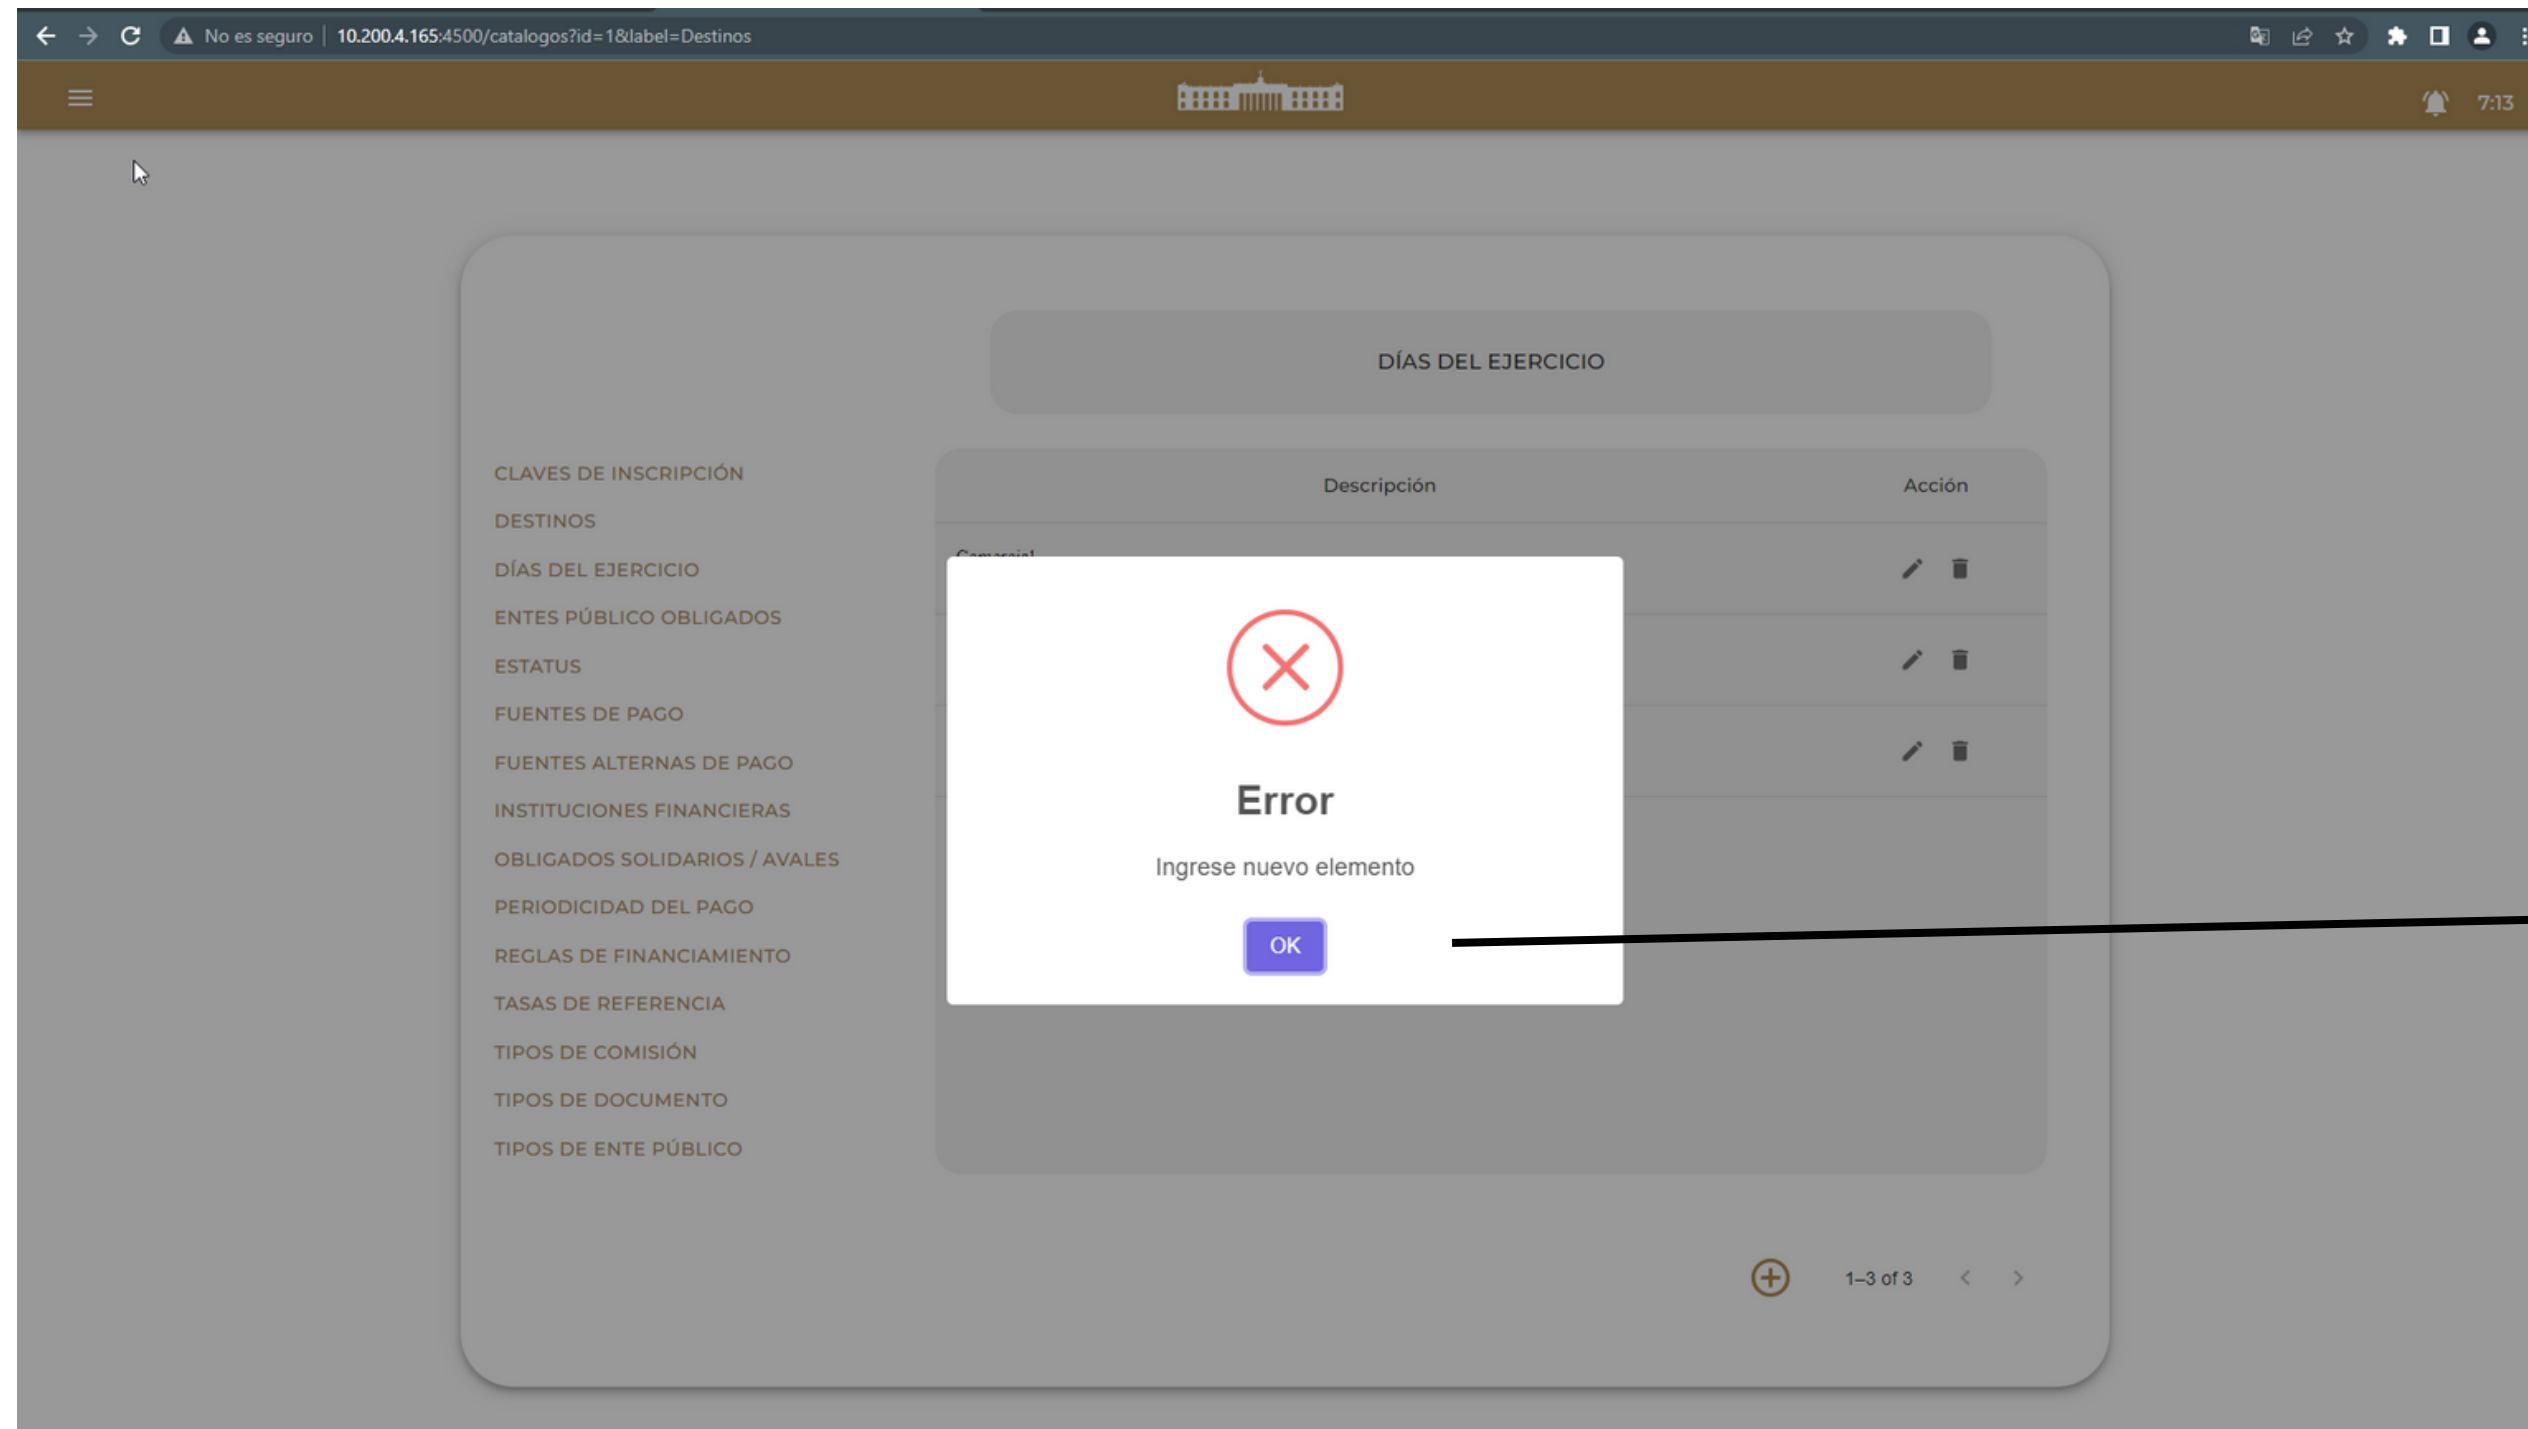 No es seguro | 10.200.4.165:4500/catalogos?id=1&label=Destinos
7:13
DÍAS DEL EJERCICIO
CLAVES DE INSCRIPCIÓN
DESTINOS
DÍAS DEL EJERCICIO
ENTES PÚBLICO OBLIGADOS
ESTATUS
FUENTES DE PAGO
FUENTES ALTERNAS DE PAGO
INSTITUCIONES FINANCIERAS
OBLIGADOS SOLIDARIOS / AVALES
PERIODICIDAD DEL PAGO
REGLAS DE FINANCIAMIENTO
TASAS DE REFERENCIA
TIPOS DE COMISIÓN
TIPOS DE DOCUMENTO
TIPOS DE ENTE PÚBLICO
Descripción Acción
Error
Ingrese nuevo elemento
OK
1–3 of 3